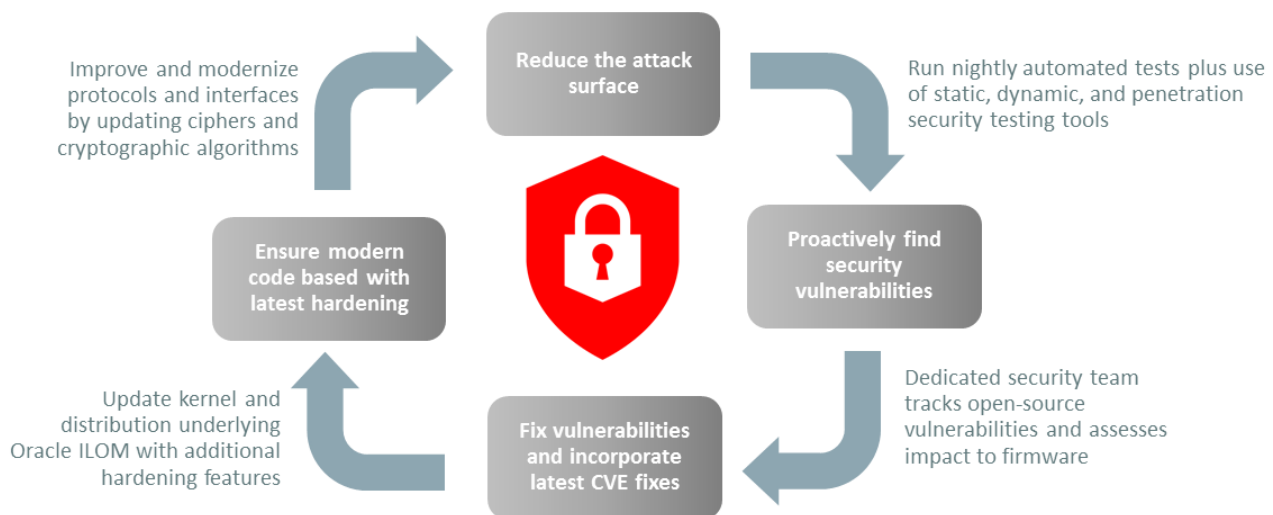 Reduce the attack
surface
Run nightly automated tests plus use
of static, dynamic, and penetration
security testing tools
Proactively find
security
vulnerabilities
Dedicated security team
tracks open-source
vulnerabilities and assesses
impact to firmware
Fix vulnerabilities
and incorporate
latest CVE fixes
Update kernel and
distribution underlying
Oracle ILOM with additional
hardening features
Ensure modern
code based with
latest hardening
Improve and modernize
protocols and interfaces
by updating ciphers and
cryptographic algorithms